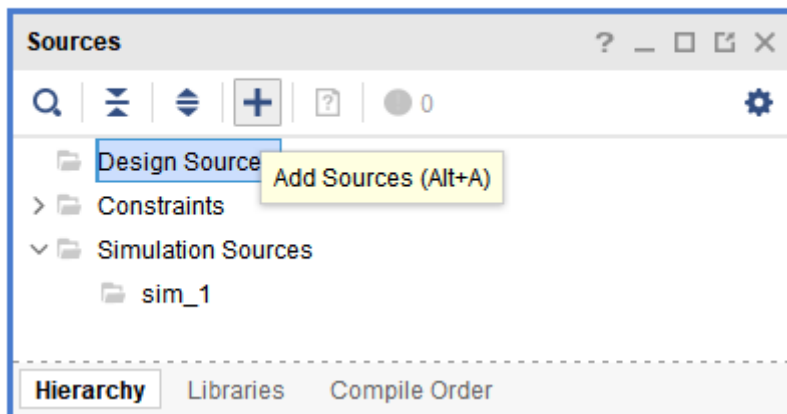 Sources
0
Design Source
Add Sources (Alt+A)
Constraints
Simulation Sources
sim_1
Hierarchy Libraries Compile Order